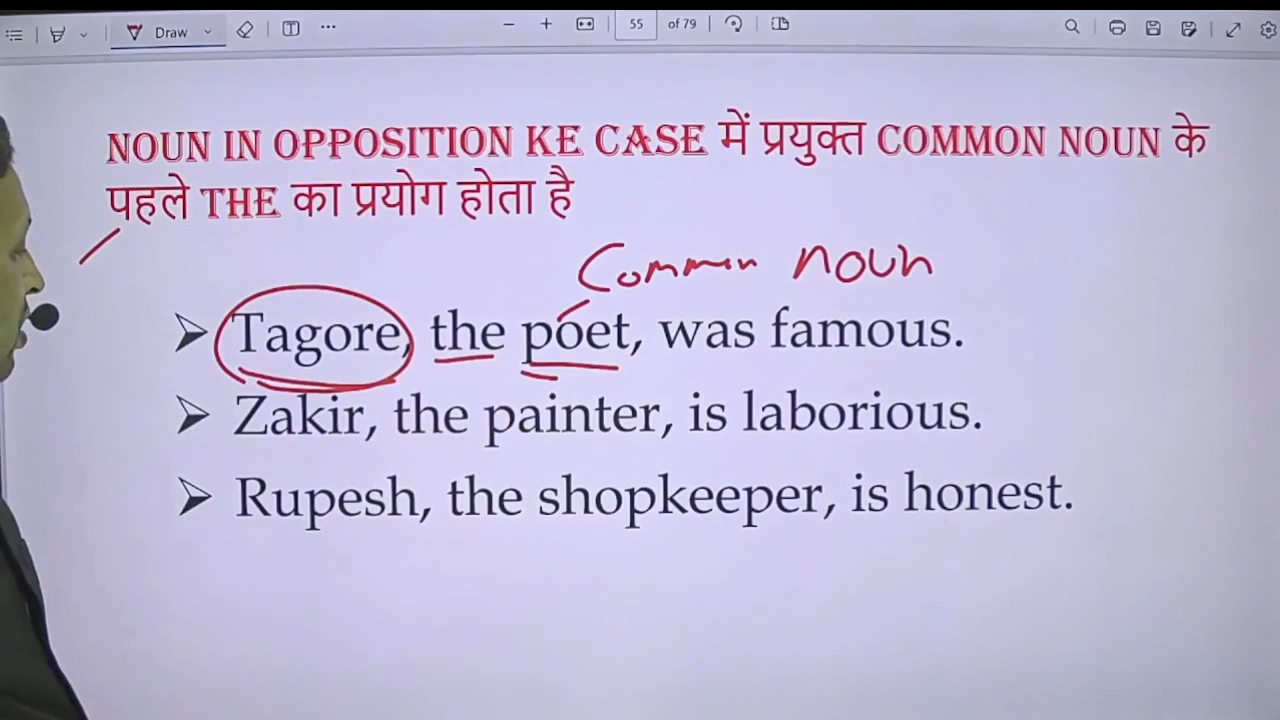 Draw
55 of 79
NOUN IN OPPOSITION KE CASE में प्रयुक्त COMMON NOUN के
पहले THE का प्रयोग होता है
Common noun
Tagore, the poet, was famous.
Zakir, the painter, is laborious.
Rupesh, the shopkeeper, is honest.